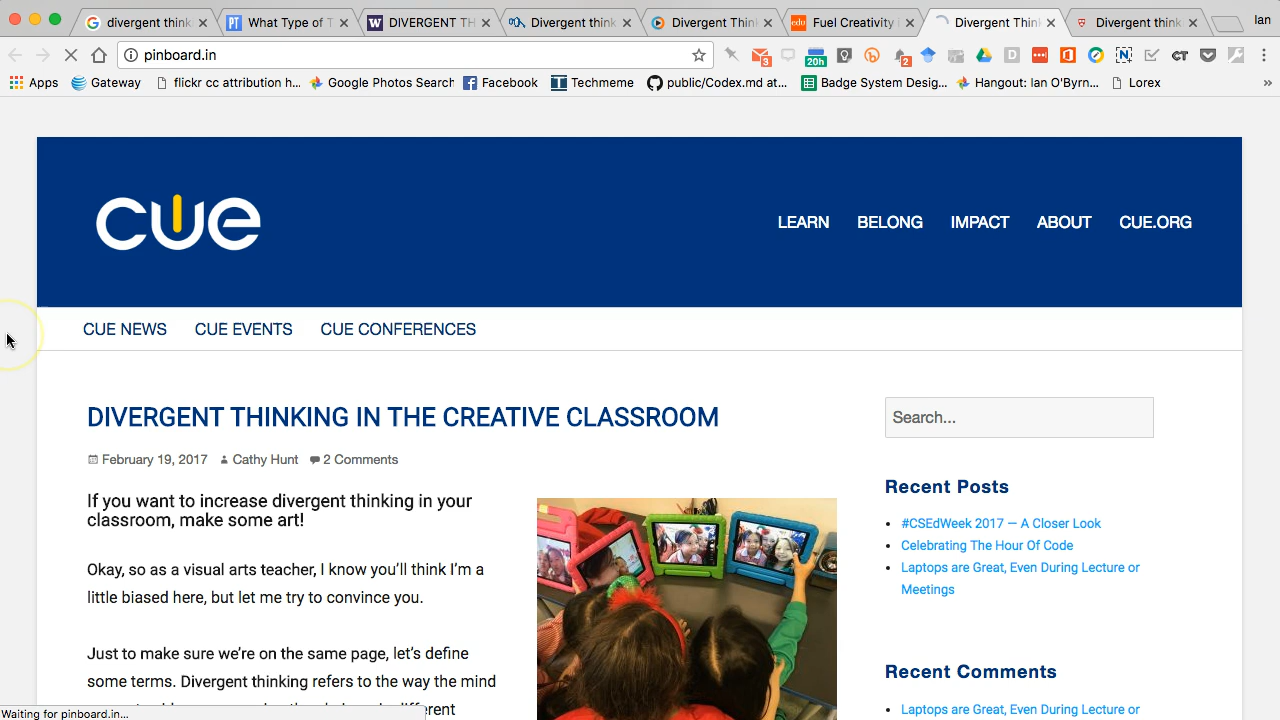 divergent think
What Type of T
DIVERGENT TH
Divergent think
Divergent Thin
Fuel Creativity i
Divergent Thin
Divergent think
Ian
pinboard.in
3
20h
2
Apps
Gateway
flickr cc attribution h...
Google Photos Search
Facebook
Techmeme
public/Codex.md at...
Badge System Desig...
Hangout: Ian O'Byrn...
Lorex
»
cue
LEARN
BELONG
IMPACT
ABOUT
CUE.ORG
CUE NEWS
CUE EVENTS
CUE CONFERENCES
DIVERGENT THINKING IN THE CREATIVE CLASSROOM
February 19, 2017
Cathy Hunt
2 Comments
If you want to increase divergent thinking in your
classroom, make some art!
Okay, so as a visual arts teacher, I know you’ll think I’m a
little biased here, but let me try to convince you.
Just to make sure we’re on the same page, let’s define
some terms. Divergent thinking refers to the way the mind
different
Search...
Recent Posts
#CSEdWeek 2017 — A Closer Look
Celebrating The Hour Of Code
Laptops are Great, Even During Lecture or
Meetings
Recent Comments
Laptops are Great, Even During Lecture or
Waiting for pinboard.in...